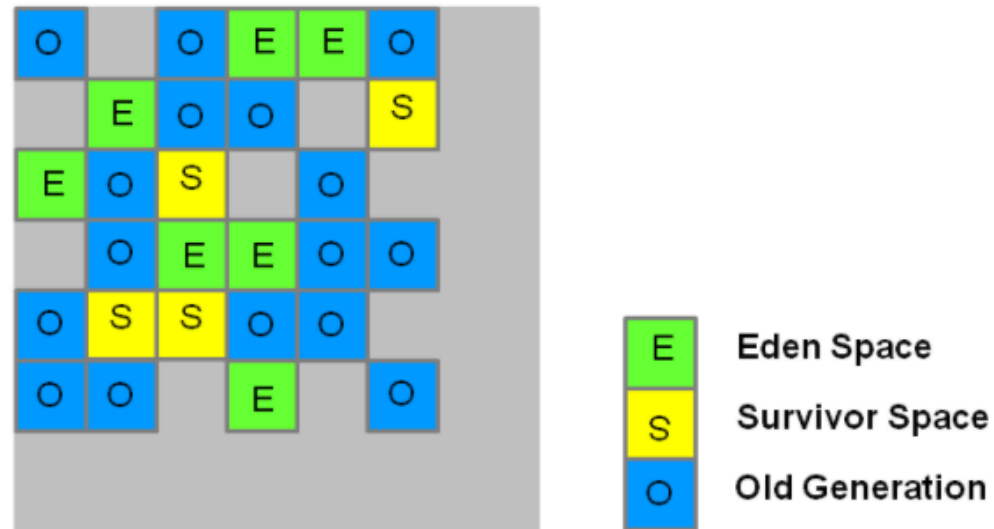 O O E E O
E O O S
E O S O
O E E O O
O S S O O
O O E O
E Eden Space
S Survivor Space
O Old Generation